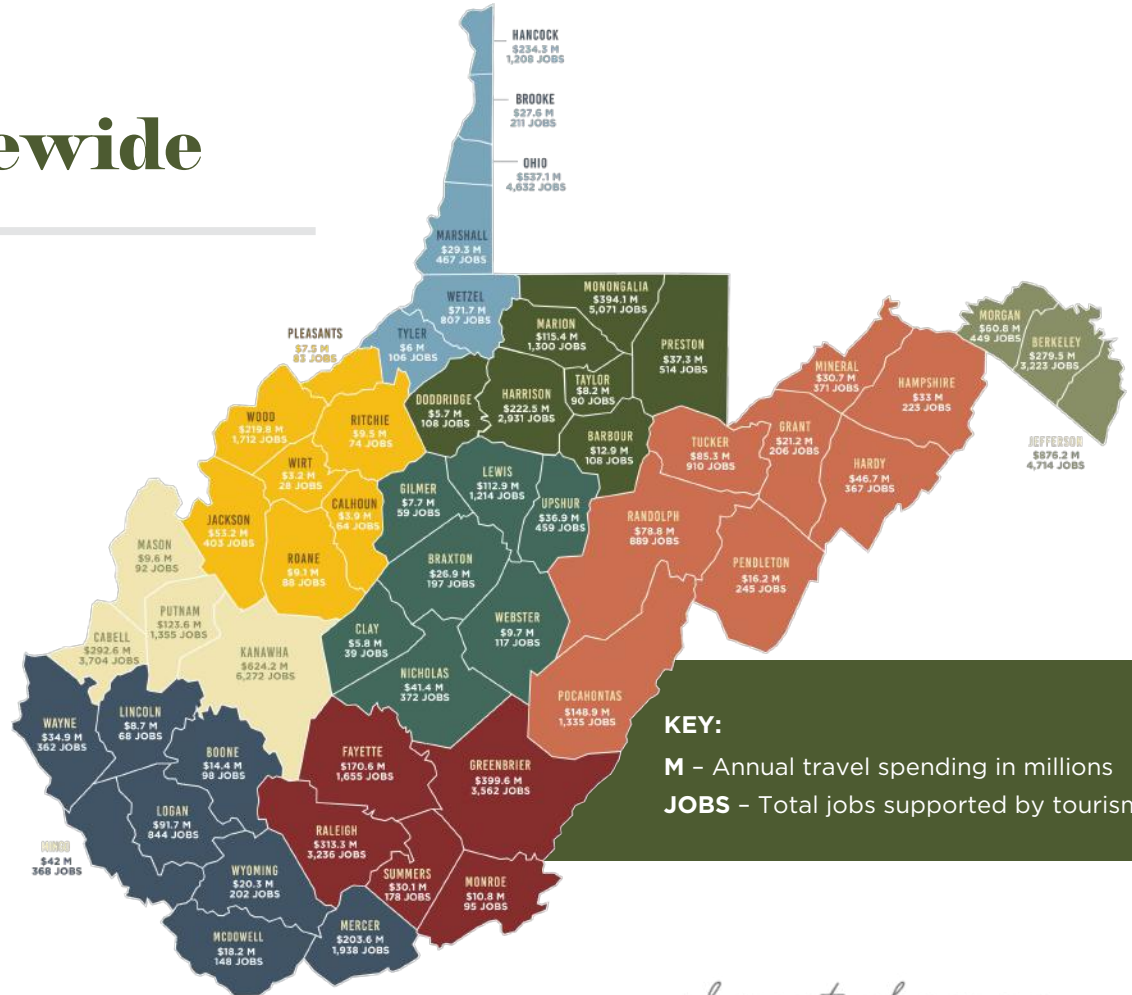 ewide
HANCOCK
$234.3 M
1,208 JOBS
BROOKE
$27.6 M
211 JOBS
OHIO
$537.1 M
4,632 JOBS
MARSHALL
$29.3 M
467 JOBS
WETZEL
$71.7 M
807 JOBS
TYLER
$6 M
106 JOBS
PLEASANTS
$7.5 M
83 JOBS
MONONGALIA
$394.1 M
5,071 JOBS
MARION
$115.4 M
1,300 JOBS
PRESTON
$37.3 M
514 JOBS
TAYLOR
$8.2 M
90 JOBS
HARRISON
$222.5 M
2,931 JOBS
DODDRIDGE
$5.7 M
108 JOBS
BARBOUR
$12.9 M
108 JOBS
MORGAN
$60.8 M
449 JOBS
BERKELEY
$279.5 M
3,223 JOBS
JEFFERSON
$876.2 M
4,714 JOBS
MINERAL
$30.7 M
371 JOBS
HAMPSHIRE
$33 M
223 JOBS
GRANT
$21.2 M
206 JOBS
HARDY
$46.7 M
367 JOBS
TUCKER
$85.3 M
910 JOBS
RANDOLPH
$78.8 M
889 JOBS
PENDLETON
$16.2 M
245 JOBS
POCAHONTAS
$148.9 M
1,335 JOBS
WOOD
$219.8 M
1,712 JOBS
RITCHIE
$9.5 M
74 JOBS
WIRT
$3.2 M
28 JOBS
CALHOUN
$3.9 M
64 JOBS
JACKSON
$53.2 M
403 JOBS
ROANE
$9.1 M
88 JOBS
GILMER
$7.7 M
59 JOBS
LEWIS
$112.9 M
1,214 JOBS
UPSHUR
$36.9 M
459 JOBS
BRAXTON
$26.9 M
197 JOBS
WEBSTER
$9.7 M
117 JOBS
CLAY
$5.8 M
39 JOBS
NICHOLAS
$41.4 M
372 JOBS
MASON
$9.6 M
92 JOBS
PUTNAM
$123.6 M
1,355 JOBS
CABELL
$292.6 M
3,704 JOBS
KANAWHA
$624.2 M
6,272 JOBS
WAYNE
$34.9 M
362 JOBS
LINCOLN
$8.7 M
68 JOBS
BOONE
$14.4 M
98 JOBS
LOGAN
$91.7 M
844 JOBS
MINGO
$42 M
368 JOBS
WYOMING
$20.3 M
202 JOBS
MCDOWELL
$18.2 M
148 JOBS
MERCER
$203.6 M
1,938 JOBS
FAYETTE
$170.6 M
1,655 JOBS
GREENBRIER
$399.6 M
3,562 JOBS
RALEIGH
$313.3 M
3,236 JOBS
SUMMERS
$30.1 M
178 JOBS
MONROE
$10.8 M
95 JOBS
KEY:
M – Annual travel spending in millions
JOBS – Total jobs supported by tourism